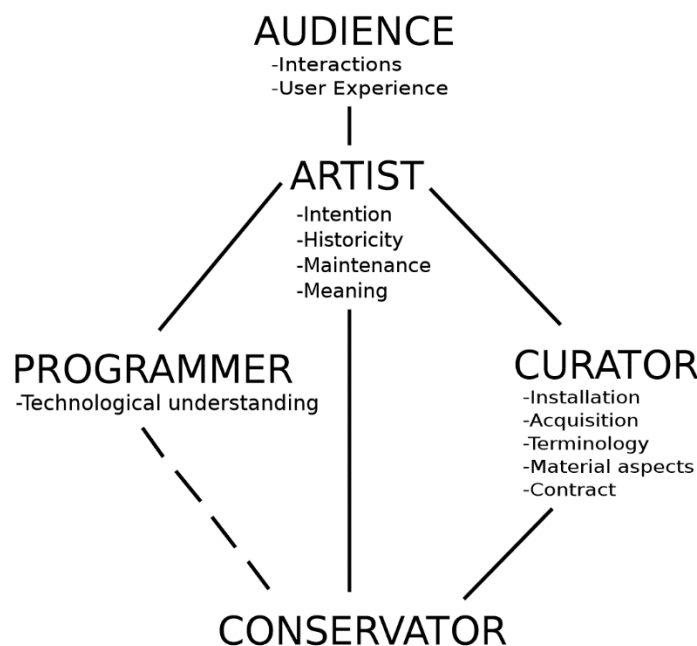 AUDIENCE
-Interactions
-User Experience
ARTIST
-Intention
-Historicity
-Maintenance
-Meaning
PROGRAMMER
-Technological understanding
CURATOR
-Installation
-Acquisition
-Terminology
-Material aspects
-Contract
CONSERVATOR